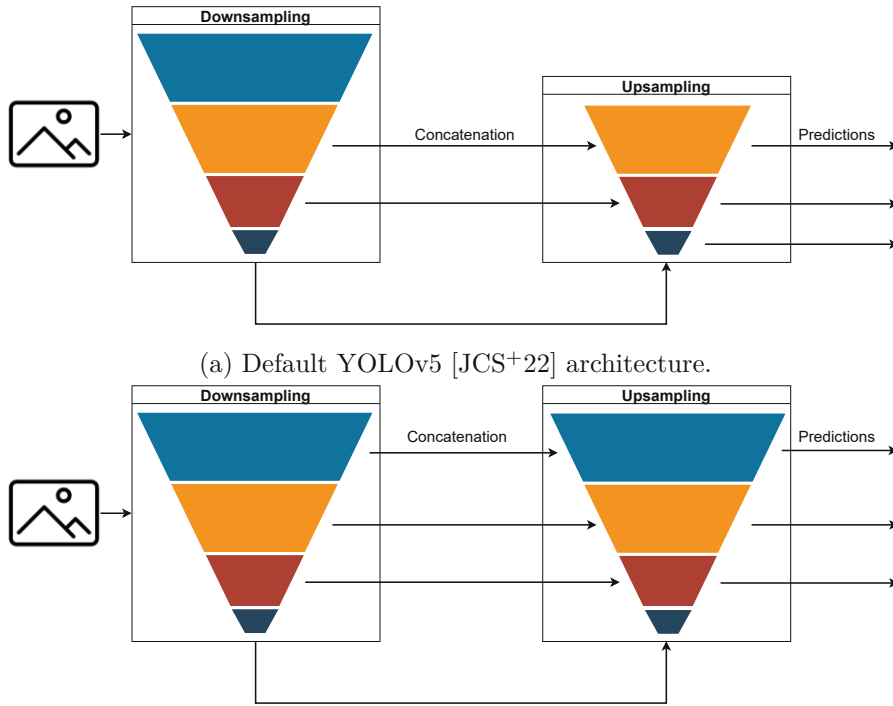 Downsampling
Upsampling
Concatenation
Predictions
(a) Default YOLOv5 [JCS+22] architecture.
Downsampling
Upsampling
Concatenation
Predictions